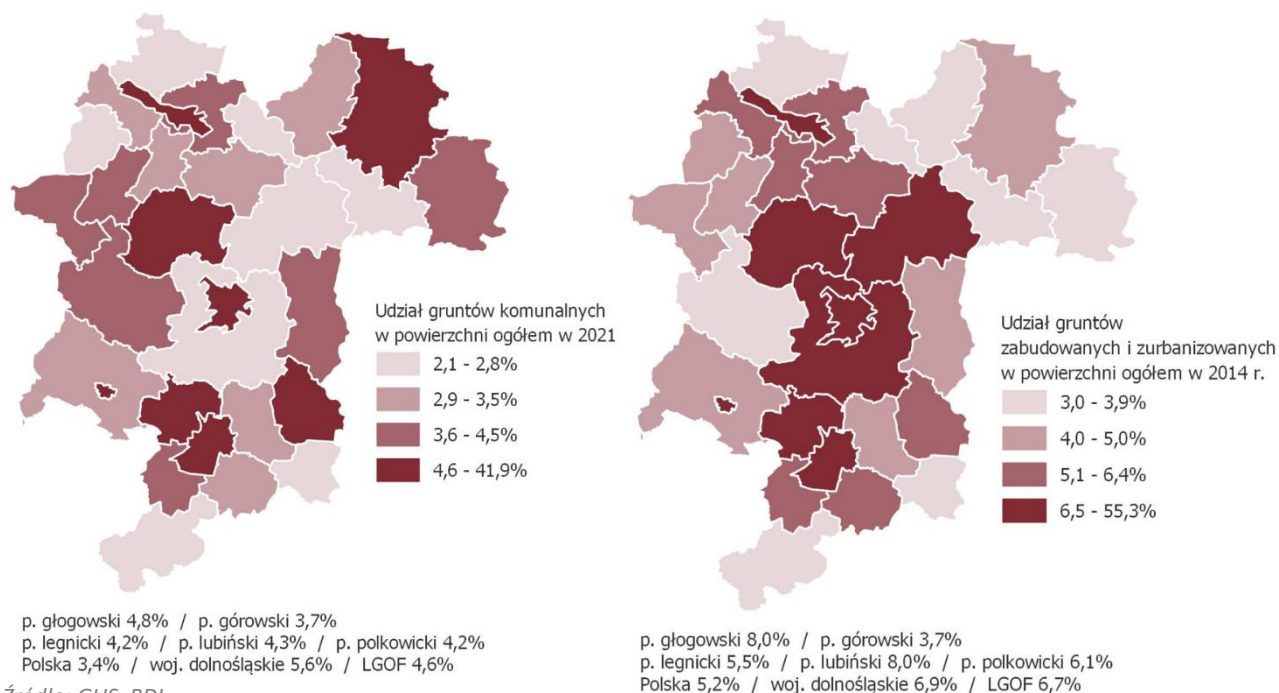 Udział gruntów komunalnych
w powierzchni ogółem w 2021
2,1 - 2,8%
2,9 - 3,5%
3,6 - 4,5%
4,6 - 41,9%
p. głogowski 4,8% / p. górowski 3,7%
p. legnicki 4,2% / p. lubiński 4,3% / p. polkowicki 4,2%
Polska 3,4% / woj. dolnośląskie 5,6% / LGOF 4,6%
Udział gruntów
zabudowanych i zurbanizowanych
w powierzchni ogółem w 2014 r.
3,0 - 3,9%
4,0 - 5,0%
5,1 - 6,4%
6,5 - 55,3%
p. głogowski 8,0% / p. górowski 3,7%
p. legnicki 5,5% / p. lubiński 8,0% / p. polkowicki 6,1%
Polska 5,2% / woj. dolnośląskie 6,9% / LGOF 6,7%